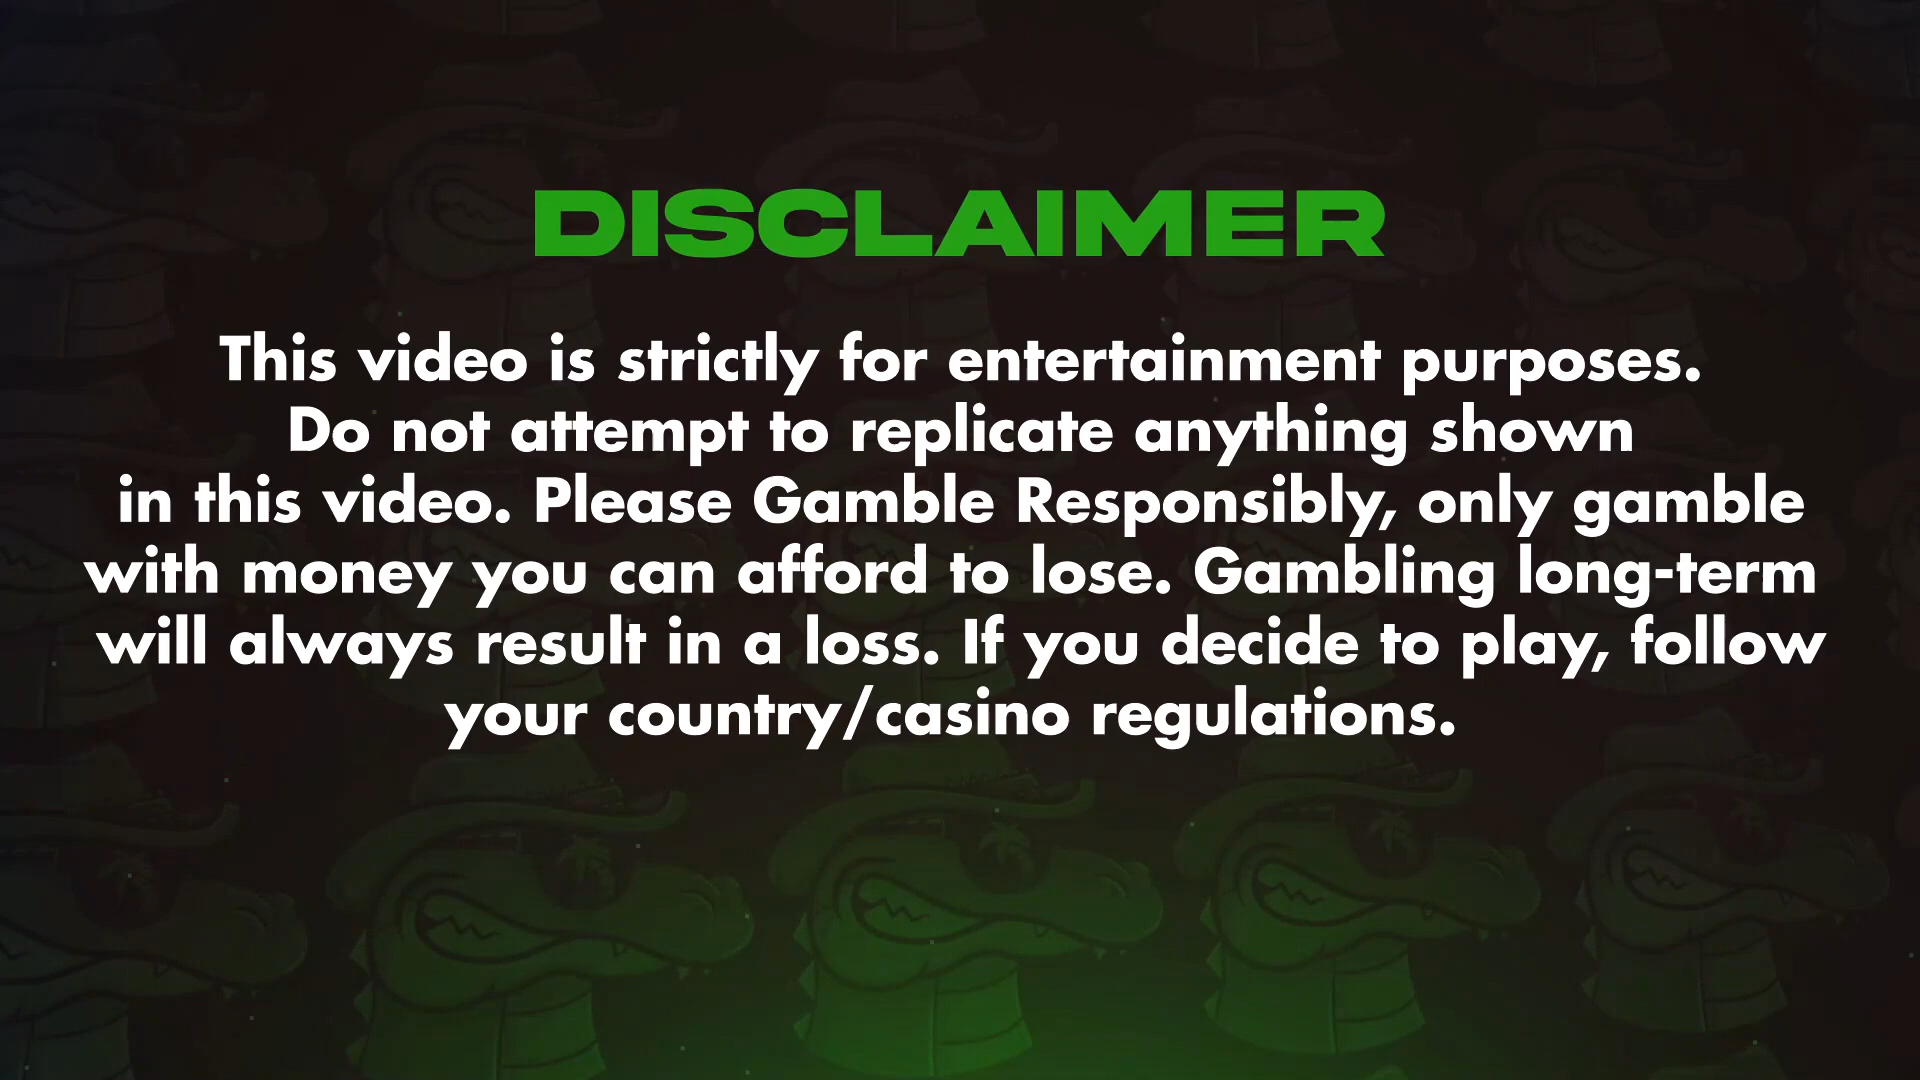 DISCLAIMER
This video is strictly for entertainment purposes.
Do not attempt to replicate anything shown
in this video. Please Gamble Responsibly, only gamble
with money you can afford to lose. Gambling long-term
will always result in a loss. If you decide to play, follow
your country/casino regulations.